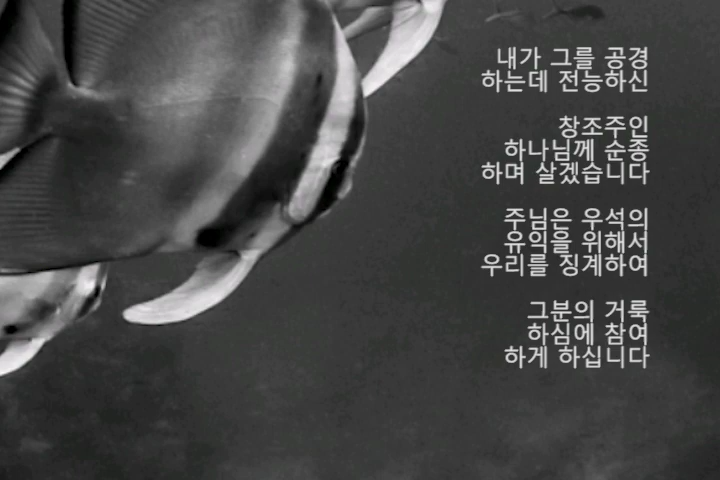 내가 그를 공경
하는데 전능하신
창조주인
하나님께 순종
하며 살겠습니다
주님은 우석의
유익을 위해서
우리를 징계하여
그분의 거룩
하심에 참여
하게 하십니다